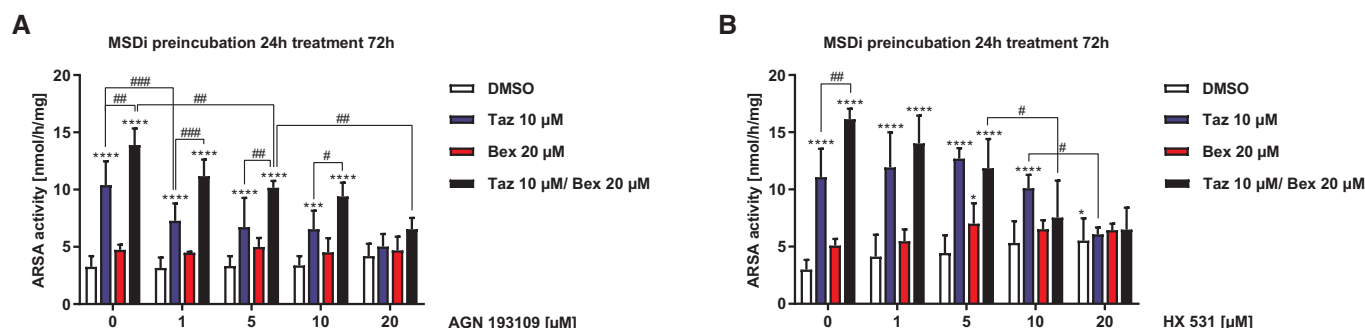 A
MSDi preincubation 24h treatment 72h
ARSA activity [nmol/h/mg]
20
15
10
5
0
###
##
##
##
###
##
#
****
****
****
****
****
****
***
****
0 1 5 10 20
AGN 193109 [µM]
DMSO
Taz 10 µM
Bex 20 µM
Taz 10 µM/ Bex 20 µM
B
MSDi preincubation 24h treatment 72h
ARSA activity [nmol/h/mg]
20
15
10
5
0
##
#
#
****
****
****
****
****
*
****
****
*
0 1 5 10 20
HX 531 [µM]
DMSO
Taz 10 µM
Bex 20 µM
Taz 10 µM/ Bex 20 µM